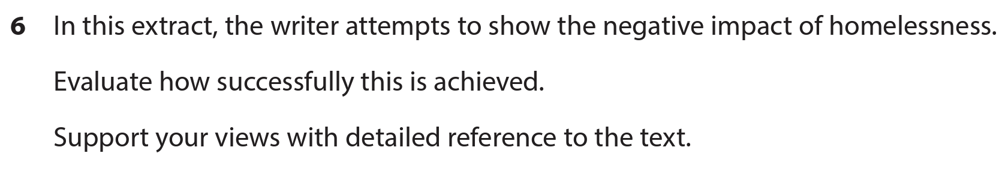 6 In this extract, the writer attempts to show the negative impact of homelessness.
Evaluate how successfully this is achieved.
Support your views with detailed reference to the text.